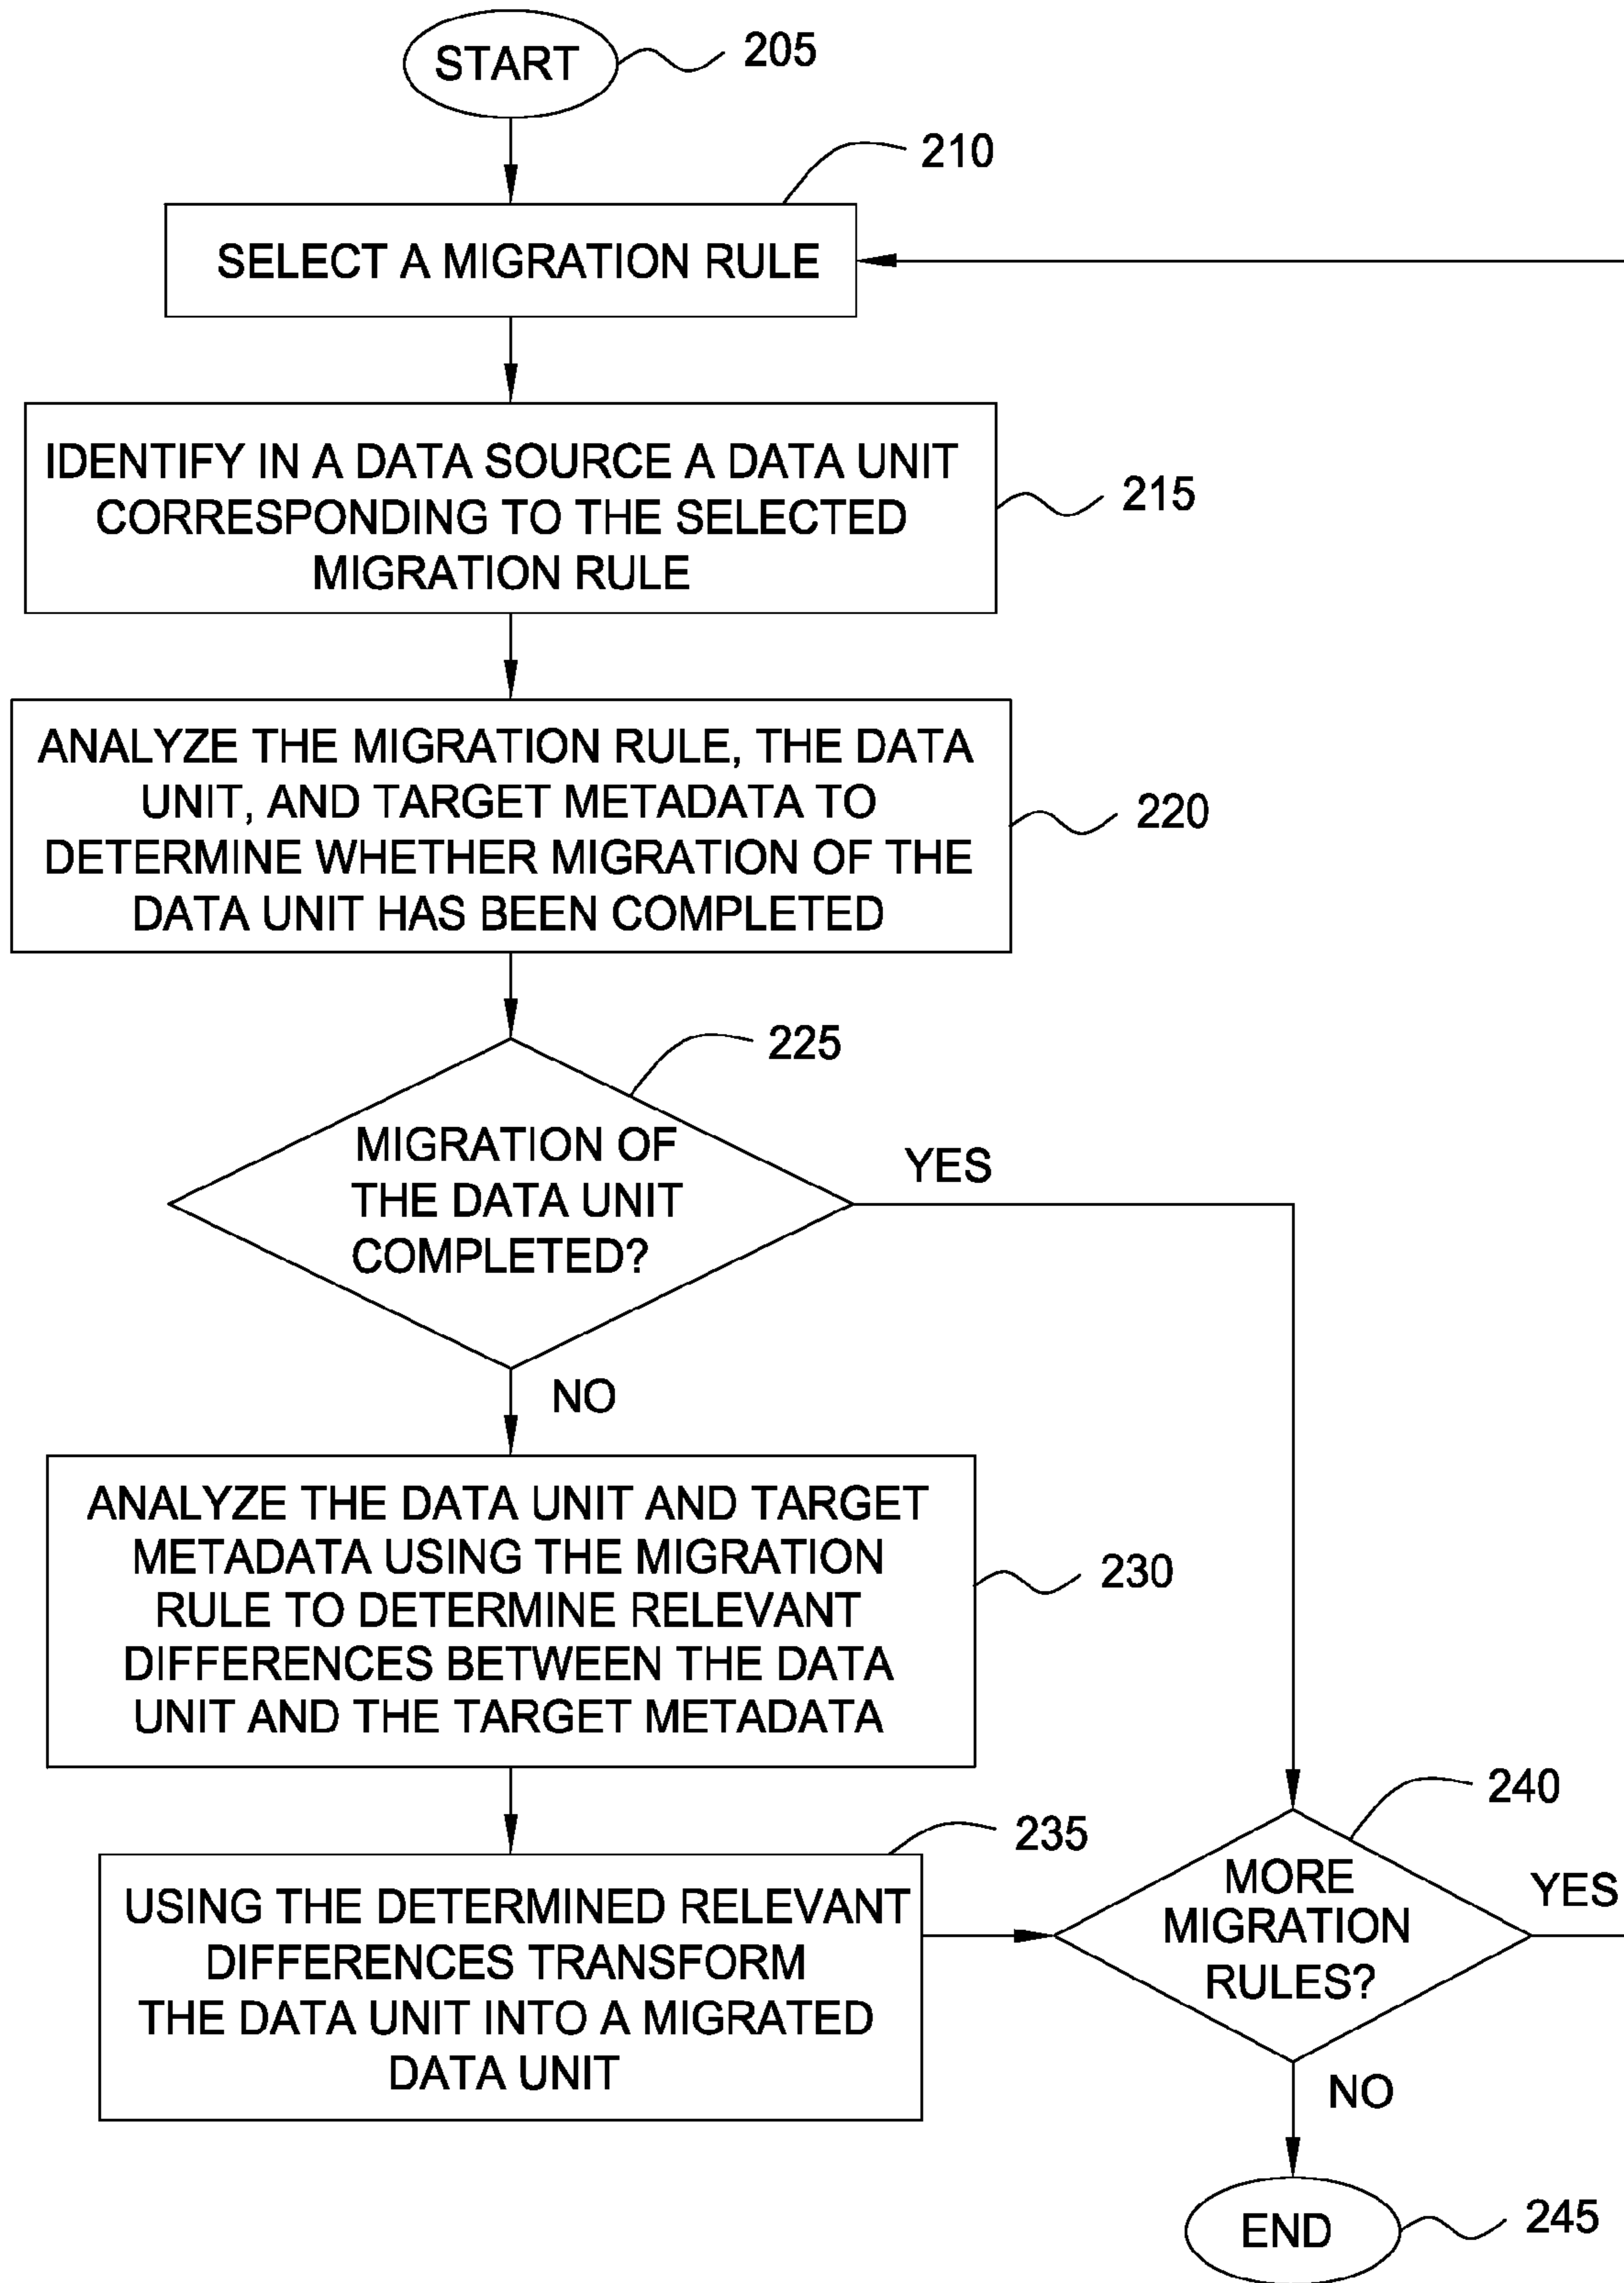 START
205
210
SELECT A MIGRATION RULE
IDENTIFY IN A DATA SOURCE A DATA UNIT
CORRESPONDING TO THE SELECTED
MIGRATION RULE
215
ANALYZE THE MIGRATION RULE, THE DATA
UNIT, AND TARGET METADATA TO
DETERMINE WHETHER MIGRATION OF THE
DATA UNIT HAS BEEN COMPLETED
220
225
MIGRATION OF
THE DATA UNIT
COMPLETED?
YES
NO
ANALYZE THE DATA UNIT AND TARGET
METADATA USING THE MIGRATION
RULE TO DETERMINE RELEVANT
DIFFERENCES BETWEEN THE DATA
UNIT AND THE TARGET METADATA
230
235
USING THE DETERMINED RELEVANT
DIFFERENCES TRANSFORM
THE DATA UNIT INTO A MIGRATED
DATA UNIT
240
MORE
MIGRATION
RULES?
YES
NO
END
245